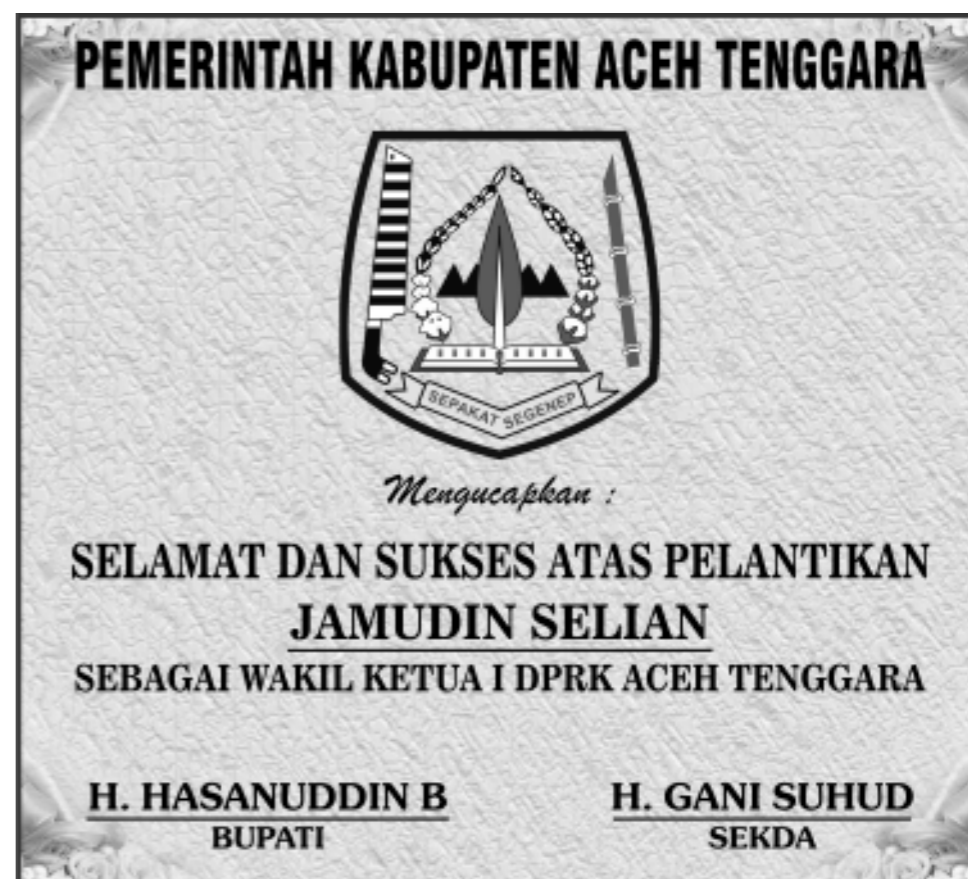 PEMERINTAH KABUPATEN ACEH TENGGARA
SEPAKAT SEGENEP
Mengucapkan :
SELAMAT DAN SUKSES ATAS PELANTIKAN
JAMUDIN SELIAN
SEBAGAI WAKIL KETUA I DPRK ACEH TENGGARA
H. HASANUDDIN B
BUPATI
H. GANI SUHUD
SEKDA